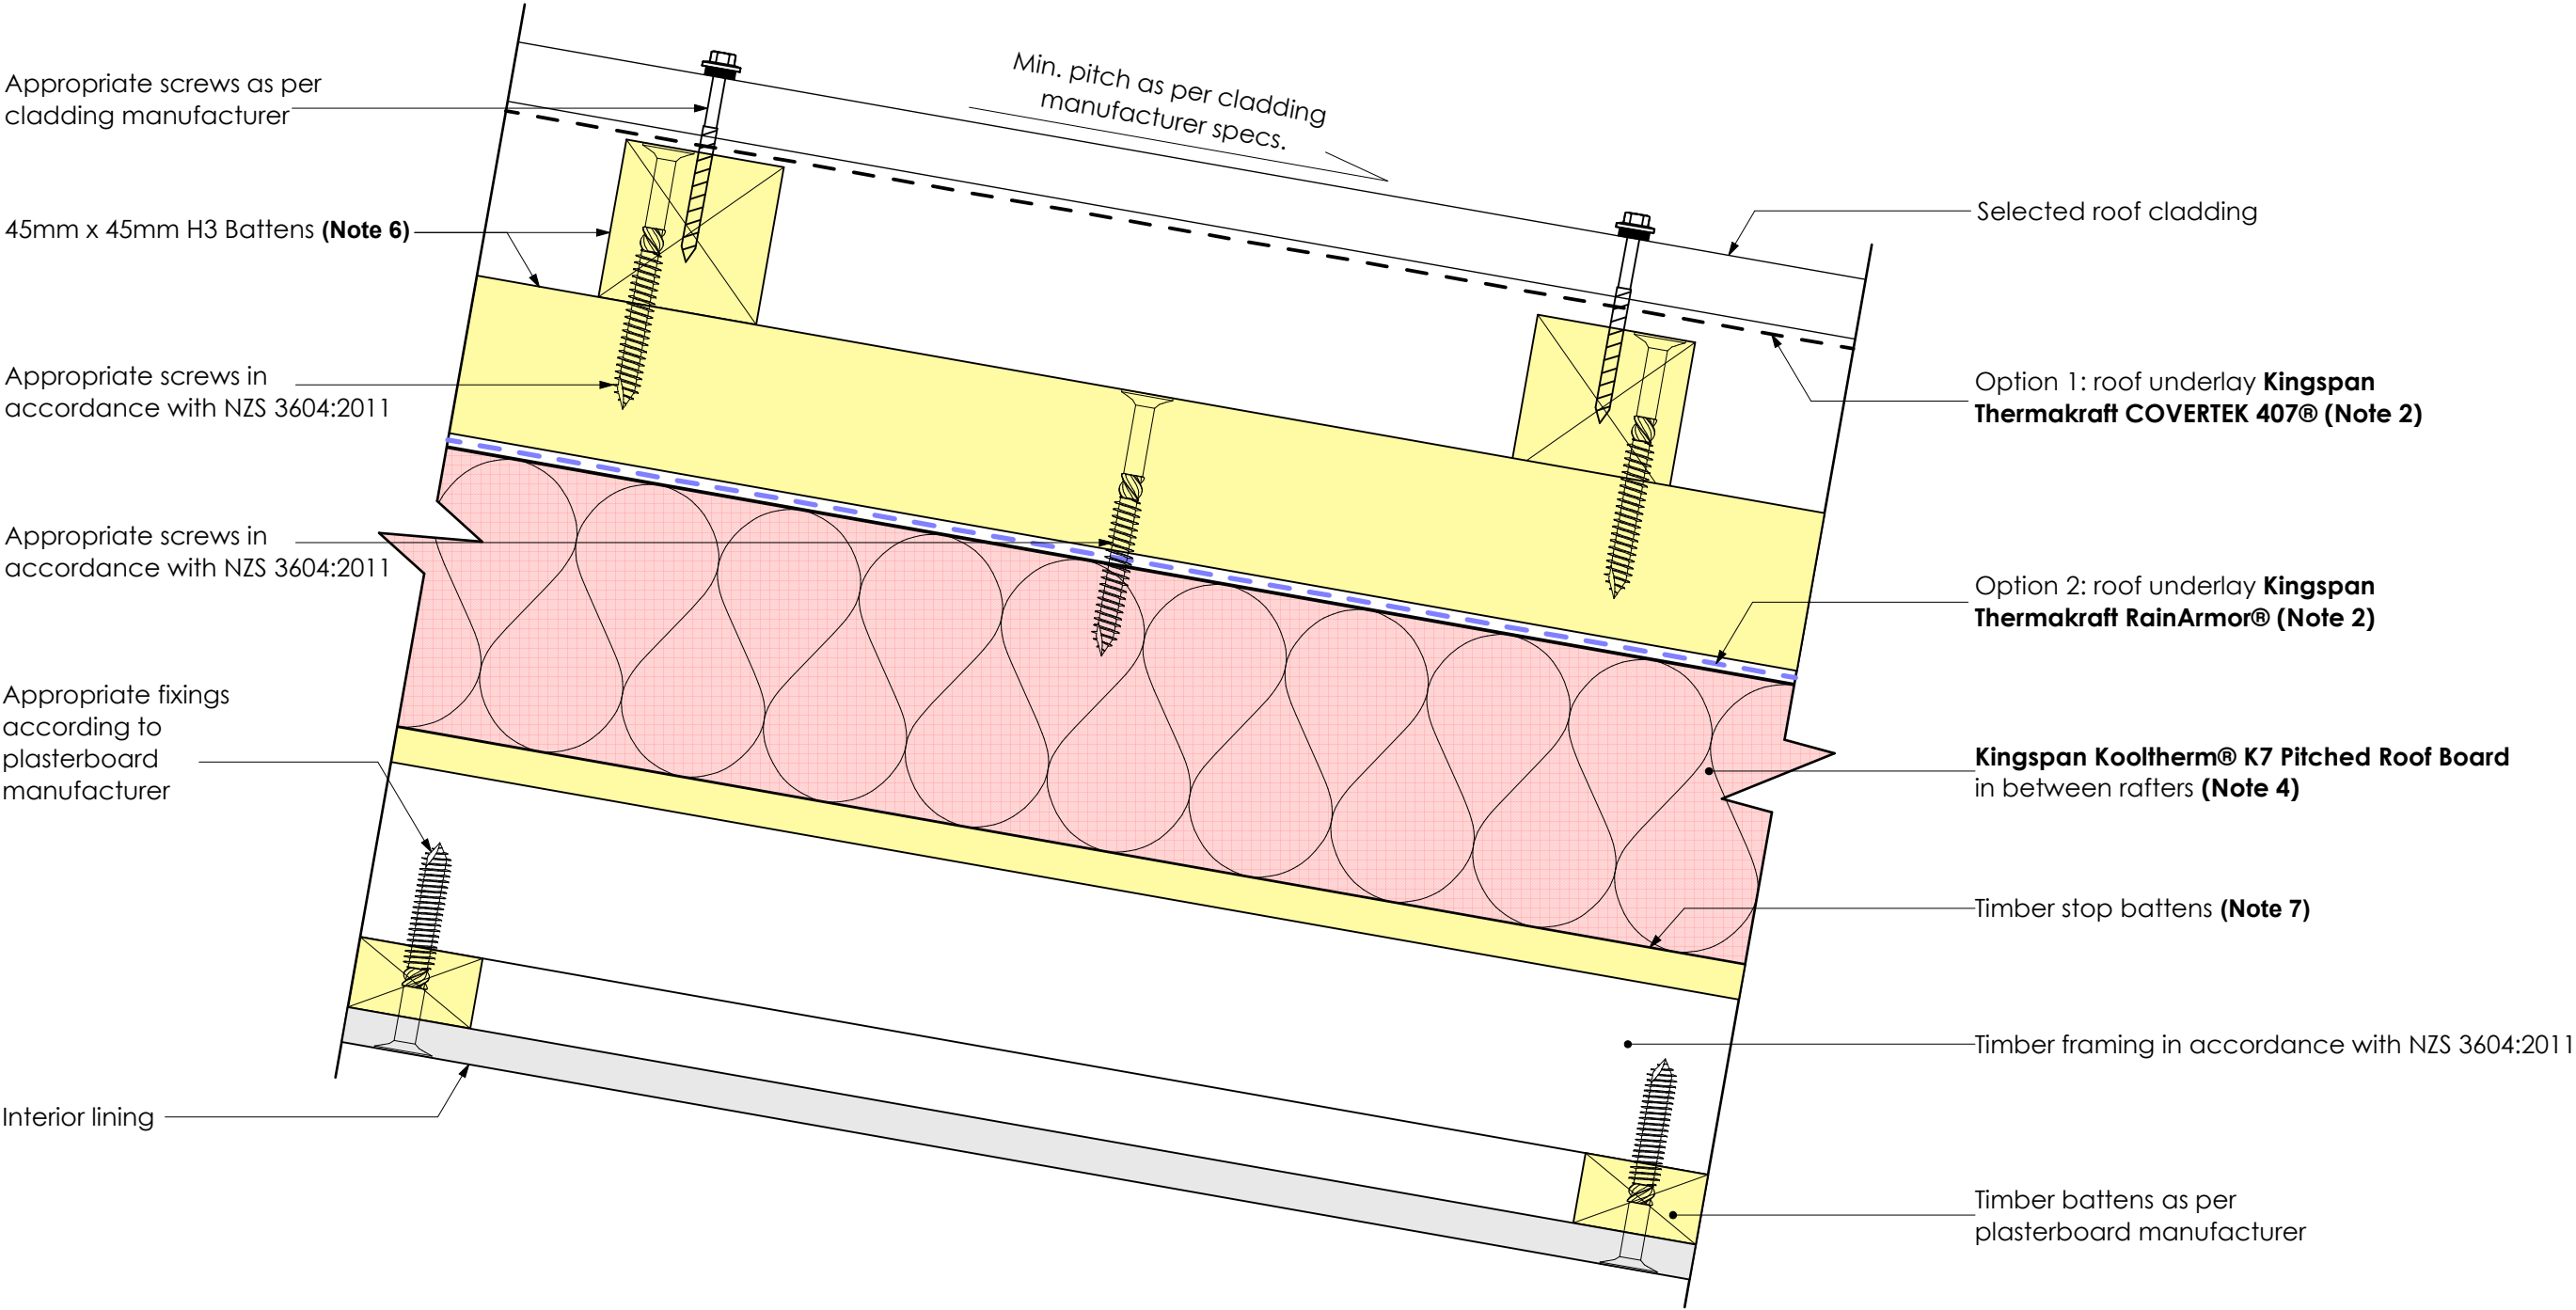 Appropriate screws as per
cladding manufacturer
45mm x 45mm H3 Battens (Note 6)
Appropriate screws in
accordance with NZS 3604:2011
Appropriate screws in
accordance with NZS 3604:2011
Appropriate fixings
according to
plasterboard
manufacturer
Interior lining
Min. pitch as per cladding
manufacturer specs.
Selected roof cladding
Option 1: roof underlay Kingspan
Thermakraft COVERTEK 407® (Note 2)
Option 2: roof underlay Kingspan
Thermakraft RainArmor® (Note 2)
Kingspan Kooltherm® K7 Pitched Roof Board
in between rafters (Note 4)
Timber stop battens (Note 7)
Timber framing in accordance with NZS 3604:2011
Timber battens as per
plasterboard manufacturer